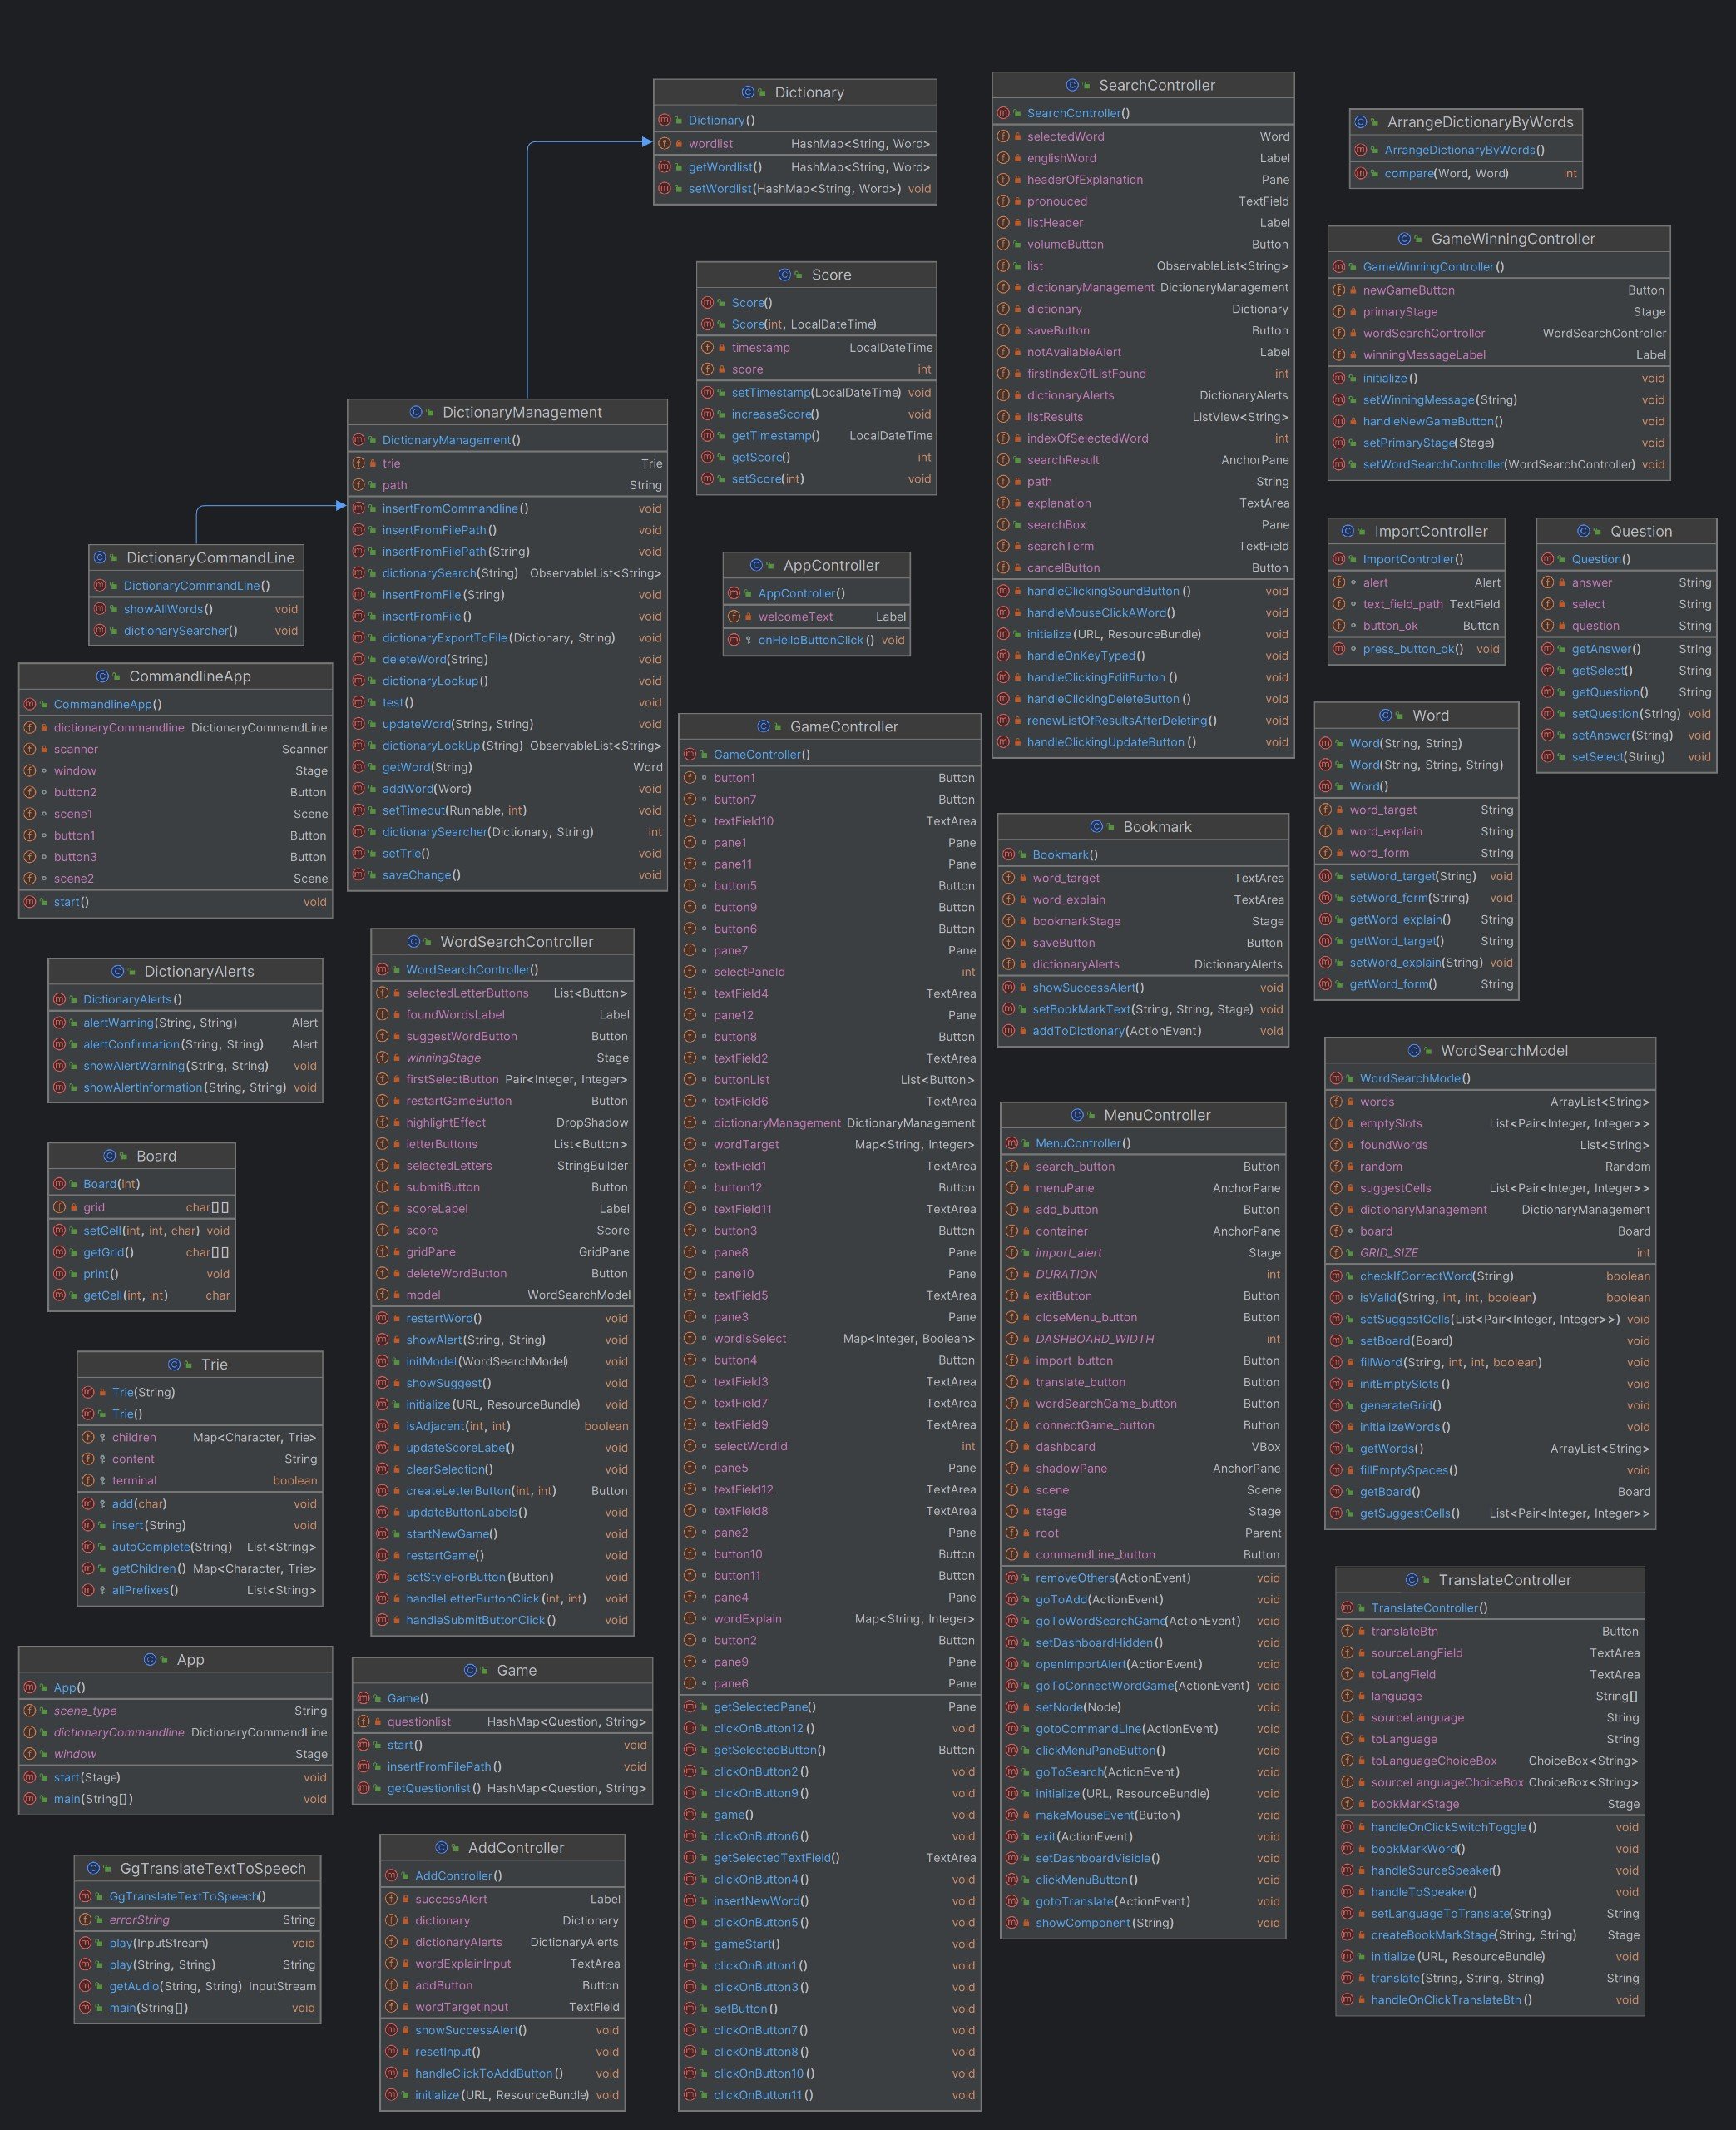 Dictionary
Dictionary()
wordlist HashMap<String, Word>
getWordlist() HashMap<String, Word>
setWordlist(HashMap<String, Word>) void
SearchController
SearchController()
selectedWord Word
englishWord Label
headerOfExplanation Pane
pronouced TextField
listHeader Label
volumeButton Button
list ObservableList<String>
dictionaryManagement DictionaryManagement
dictionary Dictionary
saveButton Button
notAvailableAlert Label
firstIndexOfListFound int
dictionaryAlerts DictionaryAlerts
listResults ListView<String>
indexOfSelectedWord int
searchResult AnchorPane
path String
explanation TextArea
searchBox Pane
searchTerm TextField
cancelButton Button
handleClickingSoundButton() void
handleMouseClickAWord() void
initialize(URL, ResourceBundle) void
handleOnKeyTyped() void
handleClickingEditButton() void
handleClickingDeleteButton() void
renewListOfResultsAfterDeleting() void
handleClickingUpdateButton() void
ArrangeDictionaryByWords
ArrangeDictionaryByWords()
compare(Word, Word) int
GameWinningController
GameWinningController()
newGameButton Button
primaryStage Stage
wordSearchController WordSearchController
winningMessageLabel Label
initialize() void
setWinningMessage(String) void
handleNewGameButton() void
setPrimaryStage(Stage) void
setWordSearchController(WordSearchController) void
Score
Score()
Score(int, LocalDateTime)
timestamp LocalDateTime
score int
setTimestamp(LocalDateTime) void
increaseScore() void
getTimestamp() LocalDateTime
getScore() int
setScore(int) void
DictionaryManagement
DictionaryManagement()
trie Trie
path String
insertFromCommandline() void
insertFromFilePath() void
insertFromFilePath(String) void
dictionarySearch(String) ObservableList<String>
insertFromFile(String) void
insertFromFile() void
dictionaryExportToFile(Dictionary, String) void
deleteWord(String) void
dictionaryLookup() void
test() void
updateWord(String, String) void
dictionaryLookUp(String) ObservableList<String>
getWord(String) Word
addWord(Word) void
setTimeout(Runnable, int) void
dictionarySearcher(Dictionary, String) int
setTrie() void
saveChange() void
DictionaryCommandLine
DictionaryCommandLine()
showAllWords() void
dictionarySearcher() void
AppController
AppController()
welcomeText Label
onHelloButtonClick() void
ImportController
ImportController()
alert Alert
text_field_path TextField
button_ok Button
press_button_ok() void
Question
Question()
answer String
select String
question String
getAnswer() String
getSelect() String
getQuestion() String
setQuestion(String) void
setAnswer(String) void
setSelect(String) void
CommandlineApp
CommandlineApp()
dictionaryCommandline DictionaryCommandLine
scanner Scanner
window Stage
button2 Button
scene1 Scene
button1 Button
button3 Button
scene2 Scene
start() void
GameController
GameController()
button1 Button
button7 Button
textField10 TextArea
pane1 Pane
pane11 Pane
button5 Button
button9 Button
button6 Button
pane7 Pane
selectPaneId int
textField4 TextArea
pane12 Pane
button8 Button
textField2 TextArea
buttonList List<Button>
textField6 TextArea
dictionaryManagement DictionaryManagement
wordTarget Map<String, Integer>
textField1 TextArea
button12 Button
textField11 TextArea
button3 Button
pane8 Pane
pane10 Pane
textField5 TextArea
pane3 Pane
wordIsSelect Map<Integer, Boolean>
button4 Button
textField3 TextArea
textField7 TextArea
textField9 TextArea
selectWordId int
pane5 Pane
textField12 TextArea
textField8 TextArea
pane2 Pane
button10 Button
button11 Button
pane4 Pane
wordExplain Map<String, Integer>
button2 Button
pane9 Pane
pane6 Pane
getSelectedPane() Pane
clickOnButton12() void
getSelectedButton() Button
clickOnButton2() void
clickOnButton9() void
game() void
clickOnButton6() void
getSelectedTextField() TextArea
clickOnButton4() void
insertNewWord() void
clickOnButton5() void
gameStart() void
clickOnButton1() void
clickOnButton3() void
setButton() void
clickOnButton7() void
clickOnButton8() void
clickOnButton10() void
clickOnButton11() void
Word
Word(String, String)
Word(String, String, String)
Word()
word_target String
word_explain String
word_form String
setWord_target(String) void
setWord_form(String) void
getWord_explain() String
getWord_target() String
setWord_explain(String) void
getWord_form() String
Bookmark
Bookmark()
word_target TextArea
word_explain TextArea
bookmarkStage Stage
saveButton Button
dictionaryAlerts DictionaryAlerts
showSuccessAlert() void
setBookMarkText(String, String, Stage) void
addToDictionary(ActionEvent) void
WordSearchController
WordSearchController()
selectedLetterButtons List<Button>
foundWordsLabel Label
suggestWordButton Button
winningStage Stage
firstSelectButton Pair<Integer, Integer>
restartGameButton Button
highlightEffect DropShadow
letterButtons List<Button>
selectedLetters StringBuilder
submitButton Button
scoreLabel Label
score Score
gridPane GridPane
deleteWordButton Button
model WordSearchModel
restartWord() void
showAlert(String, String) void
initModel(WordSearchModel) void
showSuggest() void
initialize(URL, ResourceBundle) void
isAdjacent(int, int) boolean
updateScoreLabel() void
clearSelection() void
createLetterButton(int, int) Button
updateButtonLabels() void
startNewGame() void
restartGame() void
setStyleForButton(Button) void
handleLetterButtonClick(int, int) void
handleSubmitButtonClick() void
DictionaryAlerts
DictionaryAlerts()
alertWarning(String, String) Alert
alertConfirmation(String, String) Alert
showAlertWarning(String, String) void
showAlertInformation(String, String) void
WordSearchModel
WordSearchModel()
words ArrayList<String>
emptySlots List<Pair<Integer, Integer>>
foundWords List<String>
random Random
suggestCells List<Pair<Integer, Integer>>
dictionaryManagement DictionaryManagement
board Board
GRID_SIZE int
checkIfCorrectWord(String) boolean
isValid(String, int, int, boolean) boolean
setSuggestCells(List<Pair<Integer, Integer>>) void
setBoard(Board) void
fillWord(String, int, int, boolean) void
initEmptySlots() void
generateGrid() void
initializeWords() void
getWords() ArrayList<String>
fillEmptySpaces() void
getBoard() Board
getSuggestCells() List<Pair<Integer, Integer>>
MenuController
MenuController()
search_button Button
menuPane AnchorPane
add_button Button
container AnchorPane
import_alert Stage
DURATION int
exitButton Button
closeMenu_button Button
DASHBOARD_WIDTH int
import_button Button
translate_button Button
wordSearchGame_button Button
connectGame_button Button
dashboard VBox
shadowPane AnchorPane
scene Scene
stage Stage
root Parent
commandLine_button Button
removeOthers(ActionEvent) void
goToAdd(ActionEvent) void
goToWordSearchGame(ActionEvent) void
setDashboardHidden() void
openImportAlert(ActionEvent) void
goToConnectWordGame(ActionEvent) void
setNode(Node) void
gotoCommandLine(ActionEvent) void
clickMenuPaneButton() void
goToSearch(ActionEvent) void
initialize(URL, ResourceBundle) void
makeMouseEvent(Button) void
exit(ActionEvent) void
setDashboardVisible() void
clickMenuButton() void
gotoTranslate(ActionEvent) void
showComponent(String) void
Board
Board(int)
grid char[][]
setCell(int, int, char) void
getGrid() char[][]
print() void
getCell(int, int) char
Trie
Trie(String)
Trie()
children Map<Character, Trie>
content String
terminal boolean
add(char) void
insert(String) void
autoComplete(String) List<String>
getChildren() Map<Character, Trie>
allPrefixes() List<String>
TranslateController
TranslateController()
translateBtn Button
sourceLangField TextArea
toLangField TextArea
language String[]
sourceLanguage String
toLanguage String
toLanguageChoiceBox ChoiceBox<String>
sourceLanguageChoiceBox ChoiceBox<String>
bookMarkStage Stage
handleOnClickSwitchToggle() void
bookMarkWord() void
handleSourceSpeaker() void
handleToSpeaker() void
setLanguageToTranslate(String) String
createBookMarkStage(String, String) Stage
initialize(URL, ResourceBundle) void
translate(String, String, String) String
handleOnClickTranslateBtn() void
App
App()
scene_type String
dictionaryCommandline DictionaryCommandLine
window Stage
start(Stage) void
main(String[]) void
Game
Game()
questionlist HashMap<Question, String>
start() void
insertFromFilePath() void
getQuestionlist() HashMap<Question, String>
GgTranslateTextToSpeech
GgTranslateTextToSpeech()
errorString String
play(InputStream) void
play(String, String) String
getAudio(String, String) InputStream
main(String[]) void
AddController
AddController()
successAlert Label
dictionary Dictionary
dictionaryAlerts DictionaryAlerts
wordExplainInput TextArea
addButton Button
wordTargetInput TextField
showSuccessAlert() void
resetInput() void
handleClickToAddButton() void
initialize(URL, ResourceBundle) void